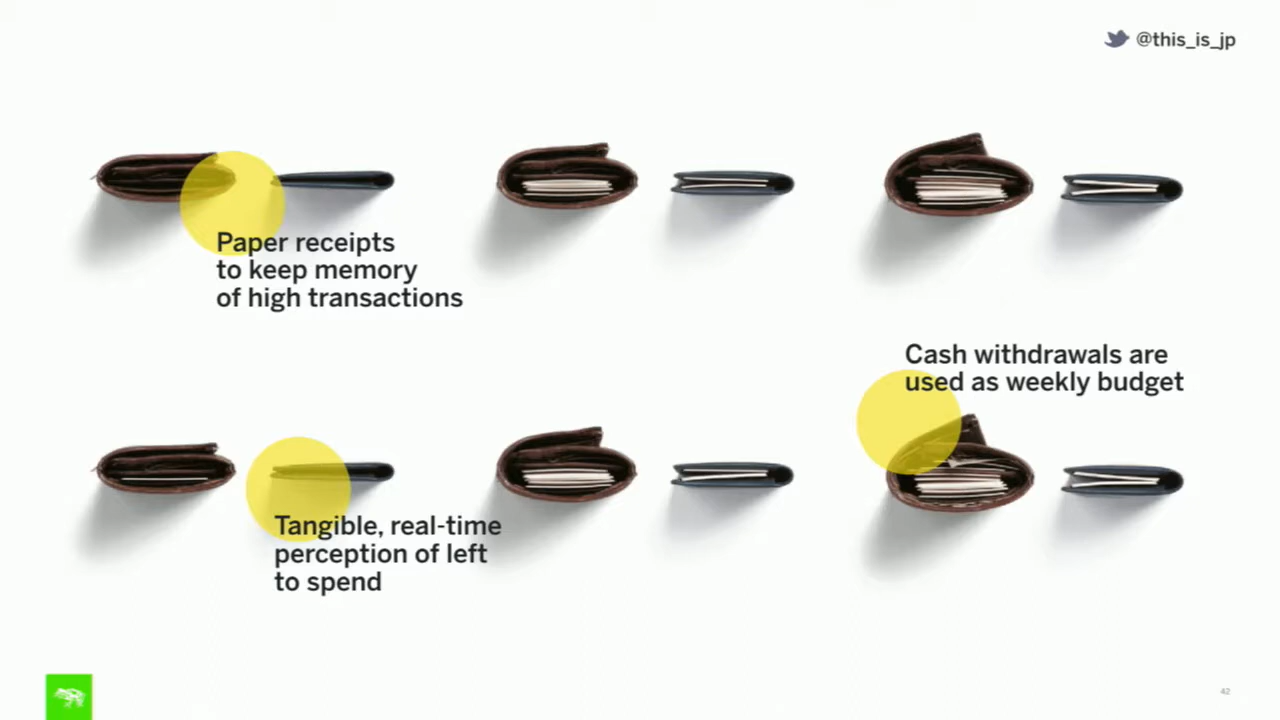 @this_is_jp
Paper receipts
to keep memory
of high transactions
Cash withdrawals are
used as weekly budget
Tangible, real-time
perception of left
to spend
42